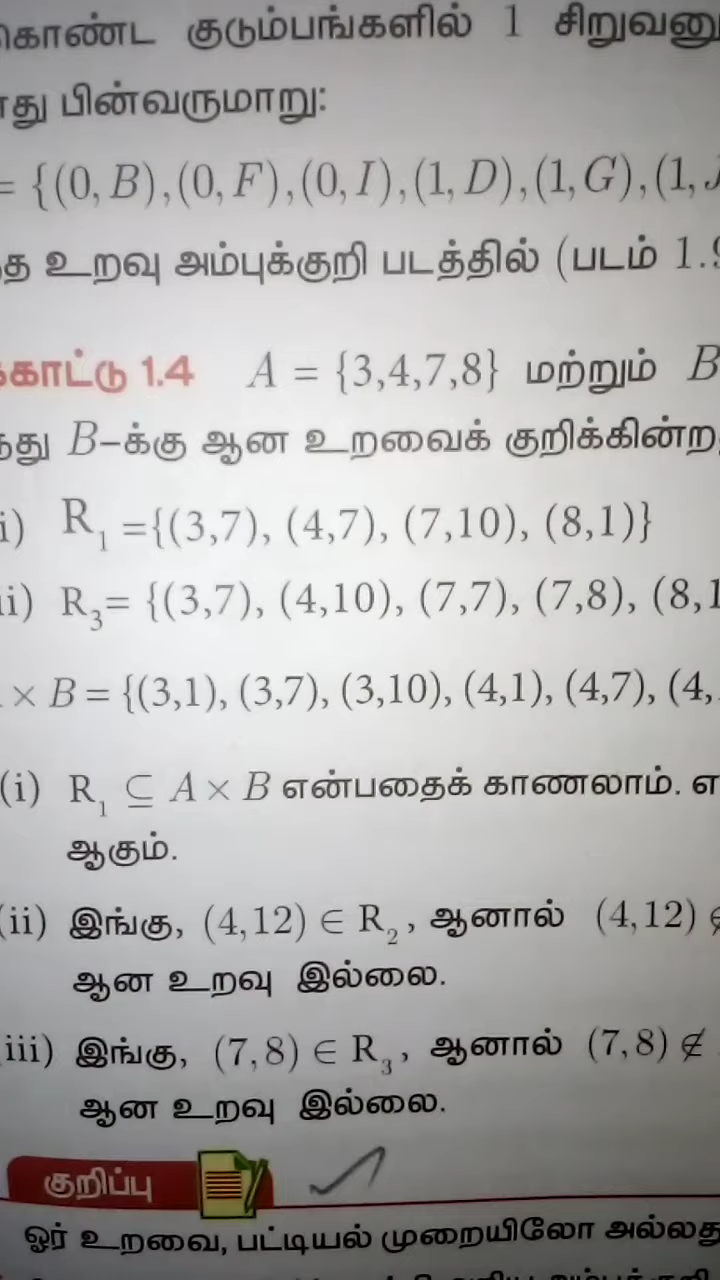 கொண்ட குடும்பங்களில் 1 சிறுவனு
பின்வருமாறு:
= {(0, B),(0, F),(0, I),(1, D),(1, G),(1,
உறவு அம்புக்குறி படத்தில் (படம் 1.9
காட்டு 1.4 A = {3,4,7,8} மற்றும் B
B–க்கு ஆன உறவைக் குறிக்கின்ற
i) R₁ ={(3,7), (4,7), (7,10), (8,1)}
ii) R₃= {(3,7), (4,10), (7,7), (7,8), (8,1
× B = {(3,1), (3,7), (3,10), (4,1), (4,7), (4,
(i) R₁ ⊆ A × B என்பதைக் காணலாம். எ
ஆகும்.
(ii) இங்கு, (4,12) ∈ R₂, ஆனால் (4,12) ∉
ஆன உறவு இல்லை.
iii) இங்கு, (7,8) ∈ R₃, ஆனால் (7,8) ∉
ஆன உறவு இல்லை.
குறிப்பு
ஓர் உறவை, பட்டியல் முறையிலோ அல்லது